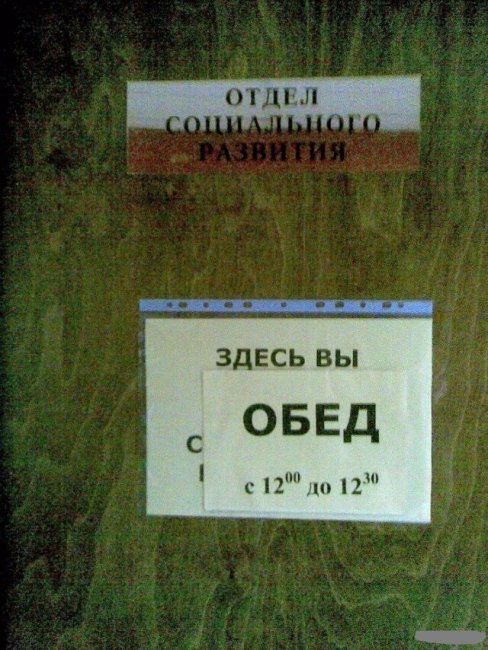 ОТДЕЛ
СОЦИАЛЬНОГО
РАЗВИТИЯ
ЗДЕСЬ ВЫ
ОБЕД
с 12⁰⁰ до 12³⁰